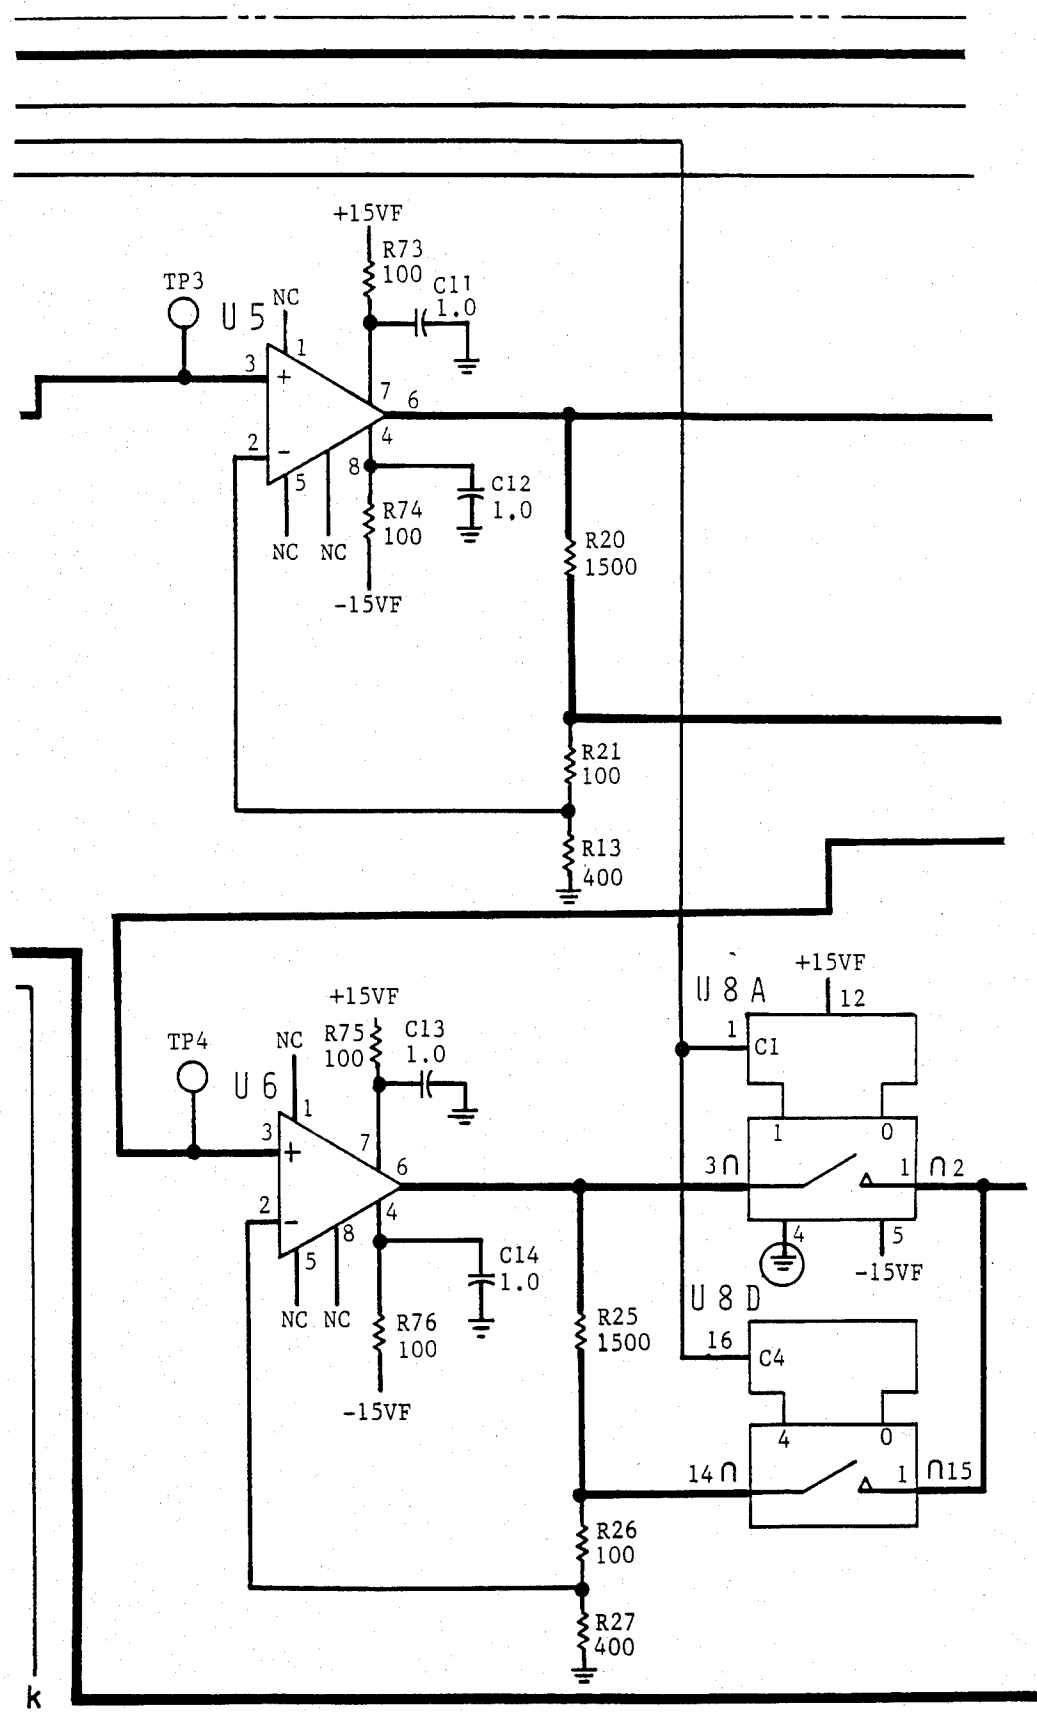 +15VF
R73
100
TP3
NC
C11
1.0
U5
1
3
+
7
6
2
-
4
8
5
C12
1.0
R74
100
NC
NC
R20
1500
-15VF
R21
100
R13
400
+15VF
U8A
12
+15VF
1
C1
R75
100
C13
1.0
TP4
NC
U6
1
1
0
3
+
7
6
3
1
2
2
-
4
8
5
4
5
-15VF
C14
1.0
U8D
NC
NC
R76
100
R25
1500
16
C4
-15VF
4
0
14
1
15
R26
100
R27
400
k